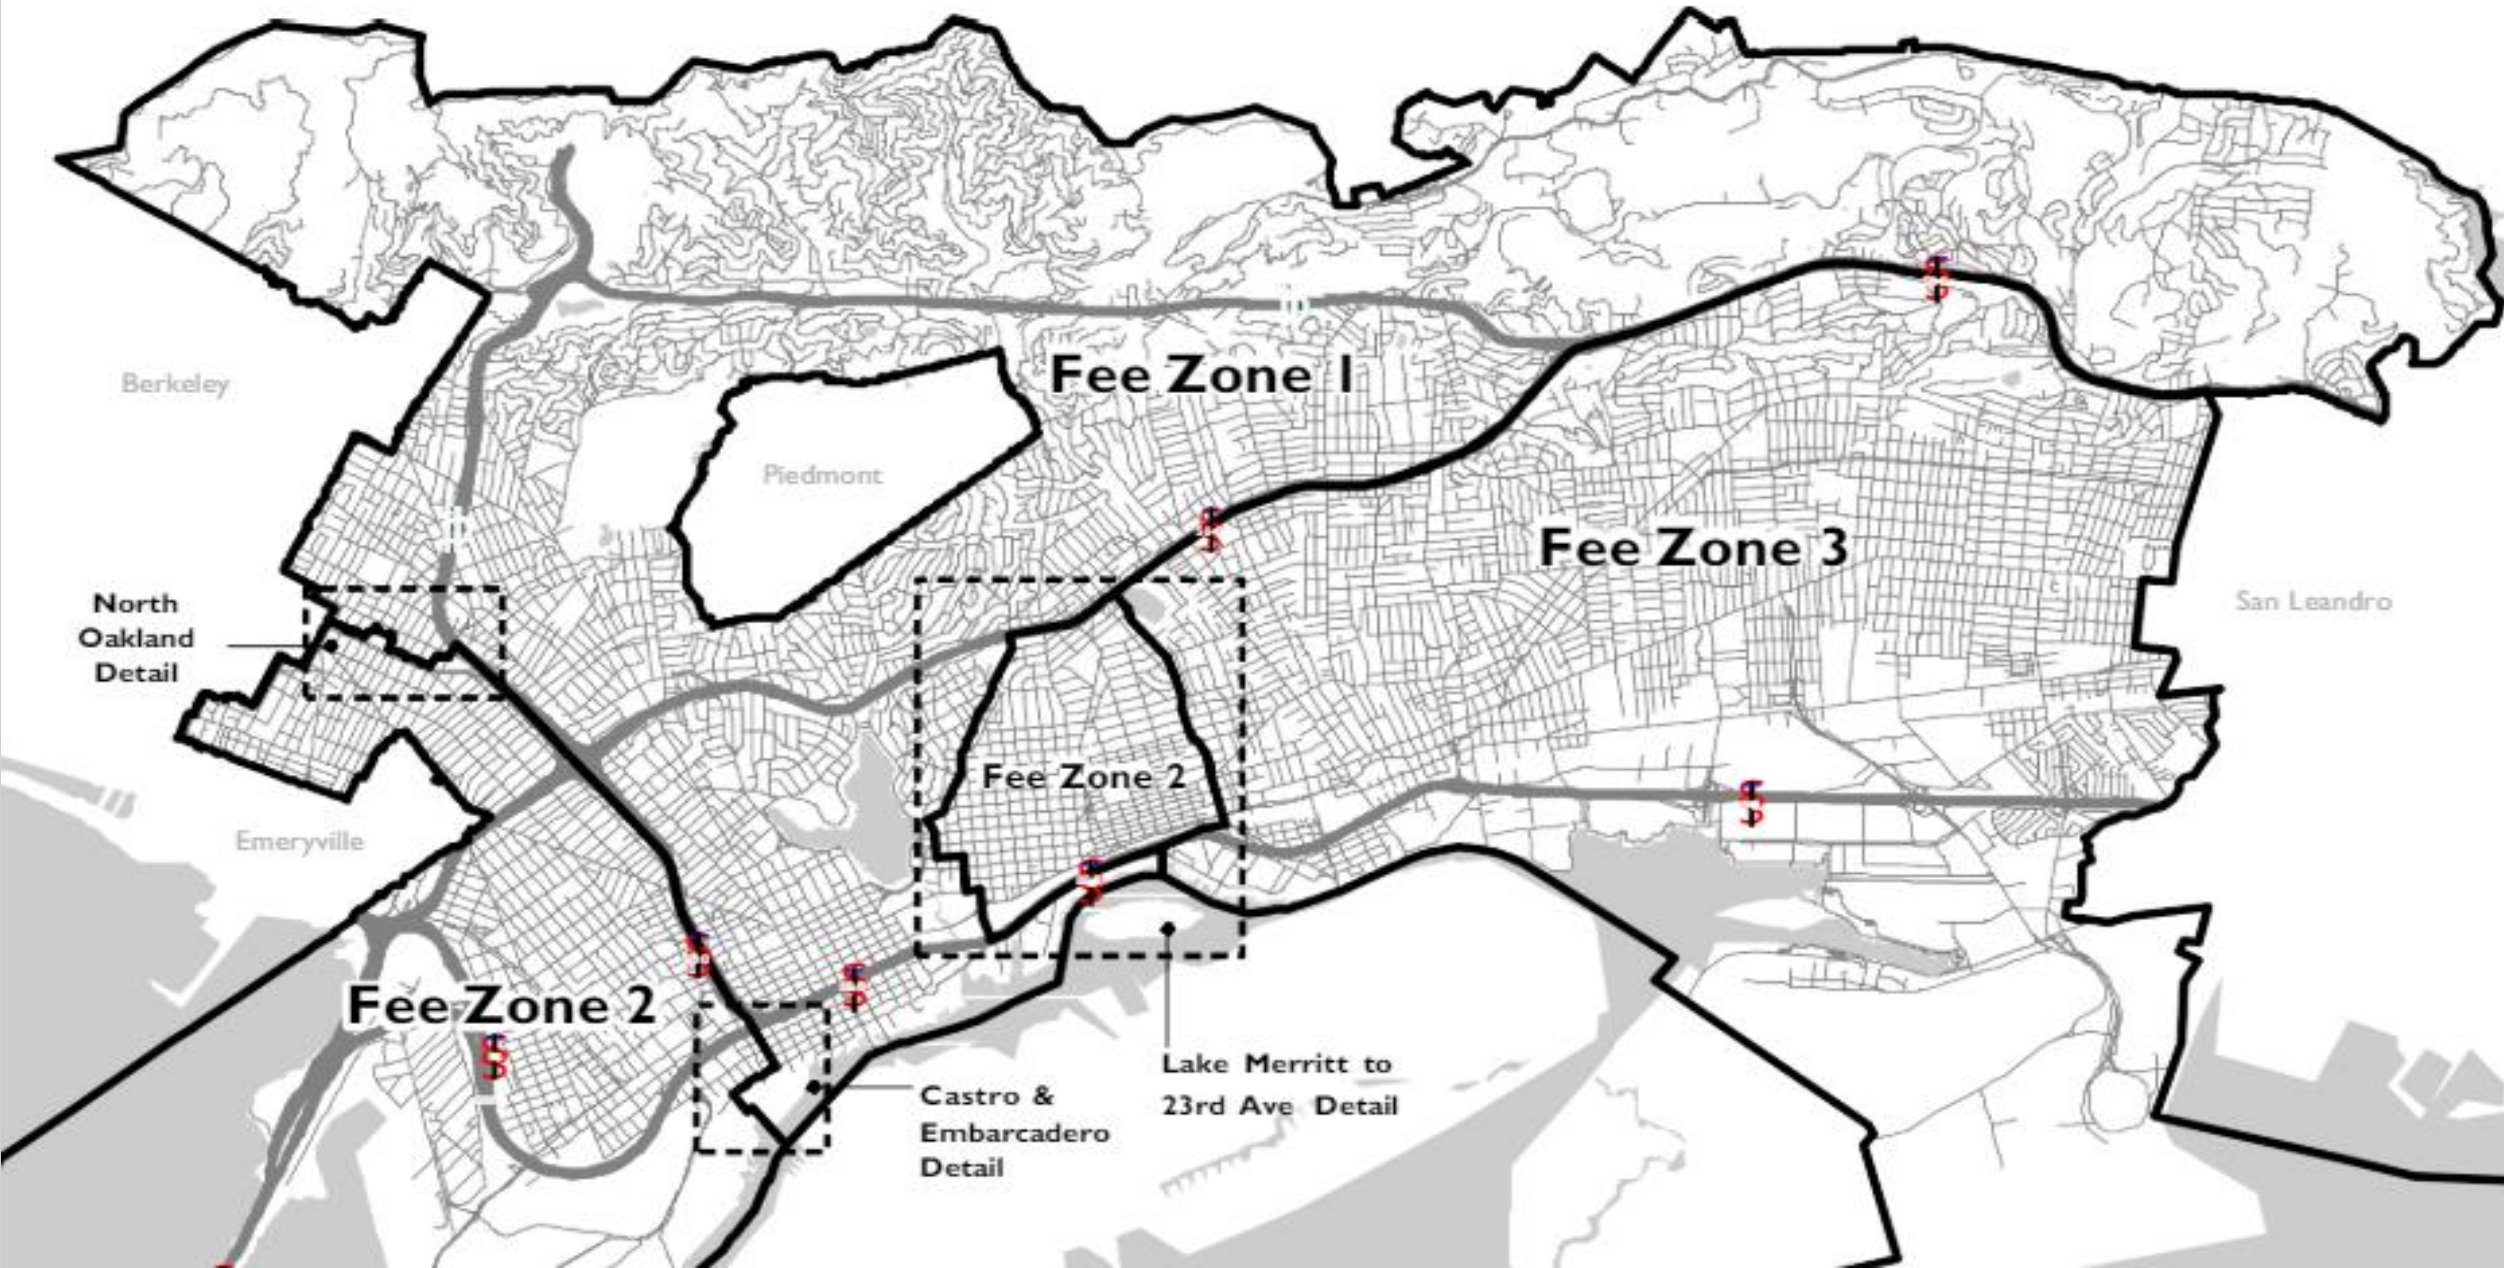 Berkeley
Fee Zone 1
Piedmont
Fee Zone 3
North
Oakland
Detail
San Leandro
Fee Zone 2
Emeryville
Fee Zone 2
Lake Merritt to
23rd Ave Detail
Castro &
Embarcadero
Detail